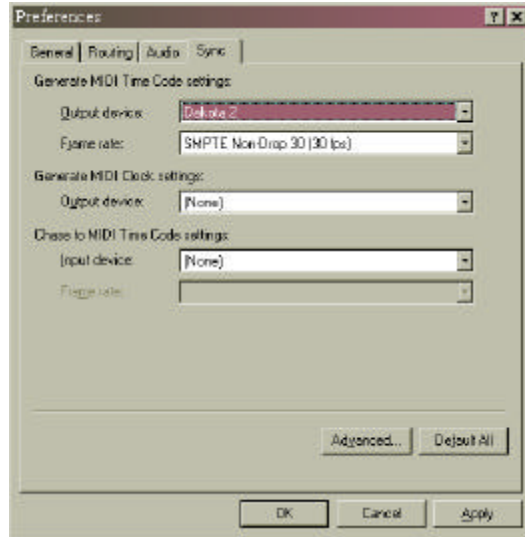 Preferences
General Routing Audio Sync
Generate MIDI Time Code settings:
Output device: Dakota 2
Frame rate: SMPTE Non-Drop 30 (30 fps)
Generate MIDI Clock settings:
Output device: (None)
Chase to MIDI Time Code settings:
Input device: (None)
Frame rate:
Advanced... Default All
OK Cancel Apply